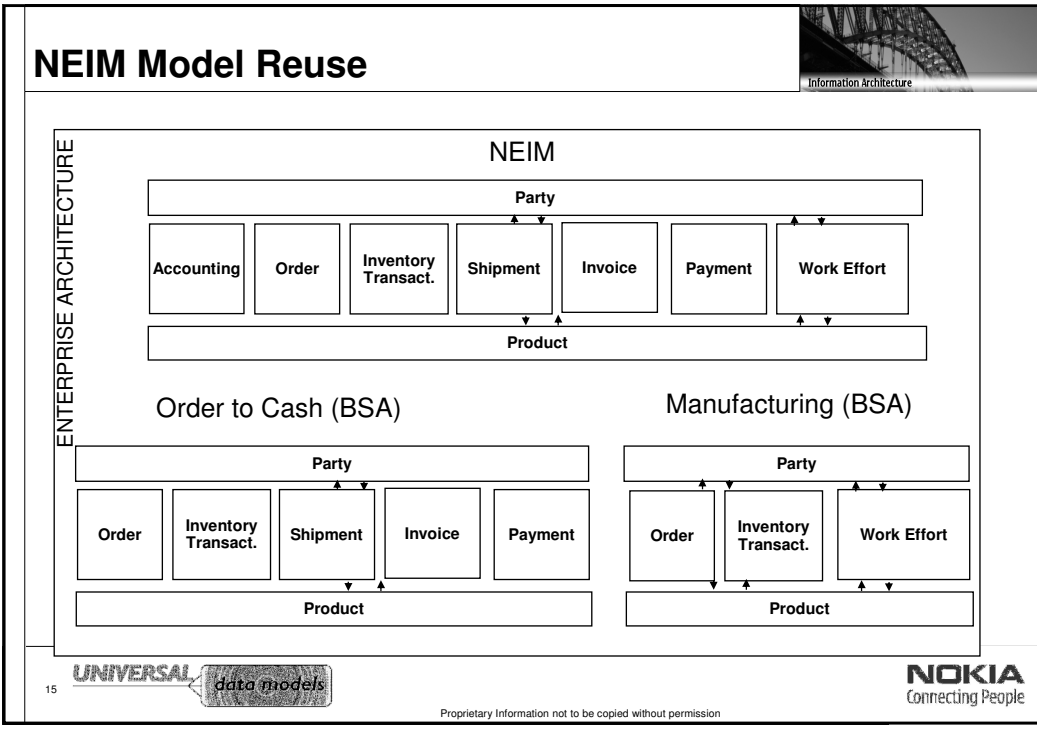 NEIM Model Reuse
Information Architecture
ENTERPRISE ARCHITECTURE
NEIM
Party
Accounting
Order
Inventory
Transact.
Shipment
Invoice
Payment
Work Effort
Product
Order to Cash (BSA)
Party
Order
Inventory
Transact.
Shipment
Invoice
Payment
Product
Manufacturing (BSA)
Party
Order
Inventory
Transact.
Work Effort
Product
15
UNIVERSAL
data models
Proprietary Information not to be copied without permission
NOKIA
Connecting People